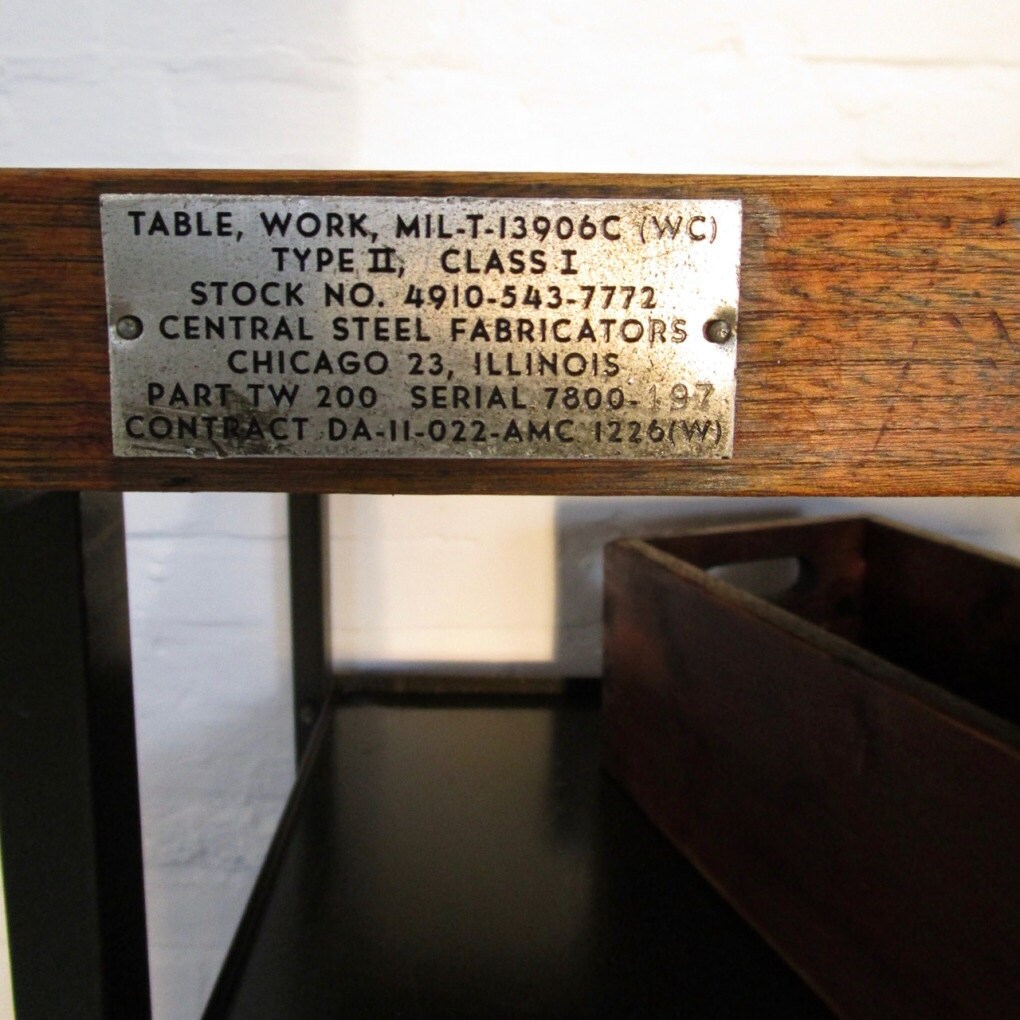 TABLE, WORK, MIL-T-13906C (WC)
TYPE II, CLASS I
STOCK NO. 4910-543-7772
CENTRAL STEEL FABRICATORS
CHICAGO 23, ILLINOIS
PART TW 200 SERIAL 7800-197
CONTRACT DA-11-022-AMC 1226(W)